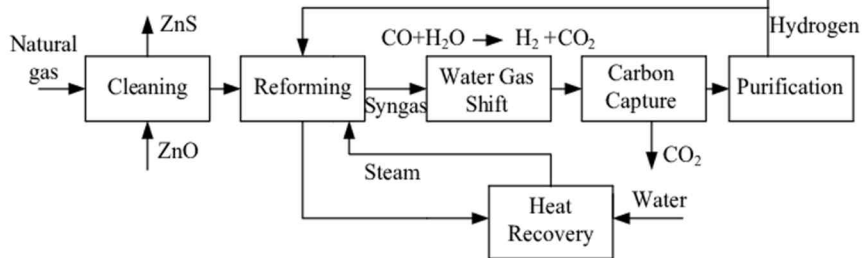 ZnS
Hydrogen
CO+H₂O → H₂ +CO₂
Natural
gas
Cleaning
Reforming
Syngas
Water Gas
Shift
Carbon
Capture
Purification
ZnO
Steam
CO₂
Heat
Recovery
Water